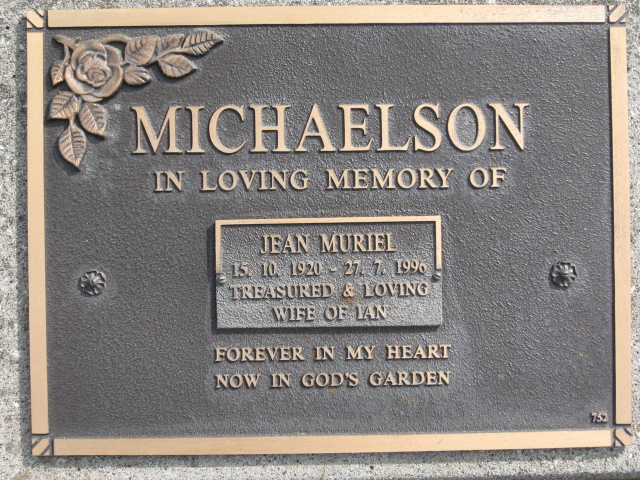 MICHAELSON
IN LOVING MEMORY OF
JEAN MURIEL
15. 10. 1920 - 27. 7. 1996
TREASURED & LOVING
WIFE OF IAN
FOREVER IN MY HEART
NOW IN GOD'S GARDEN
752